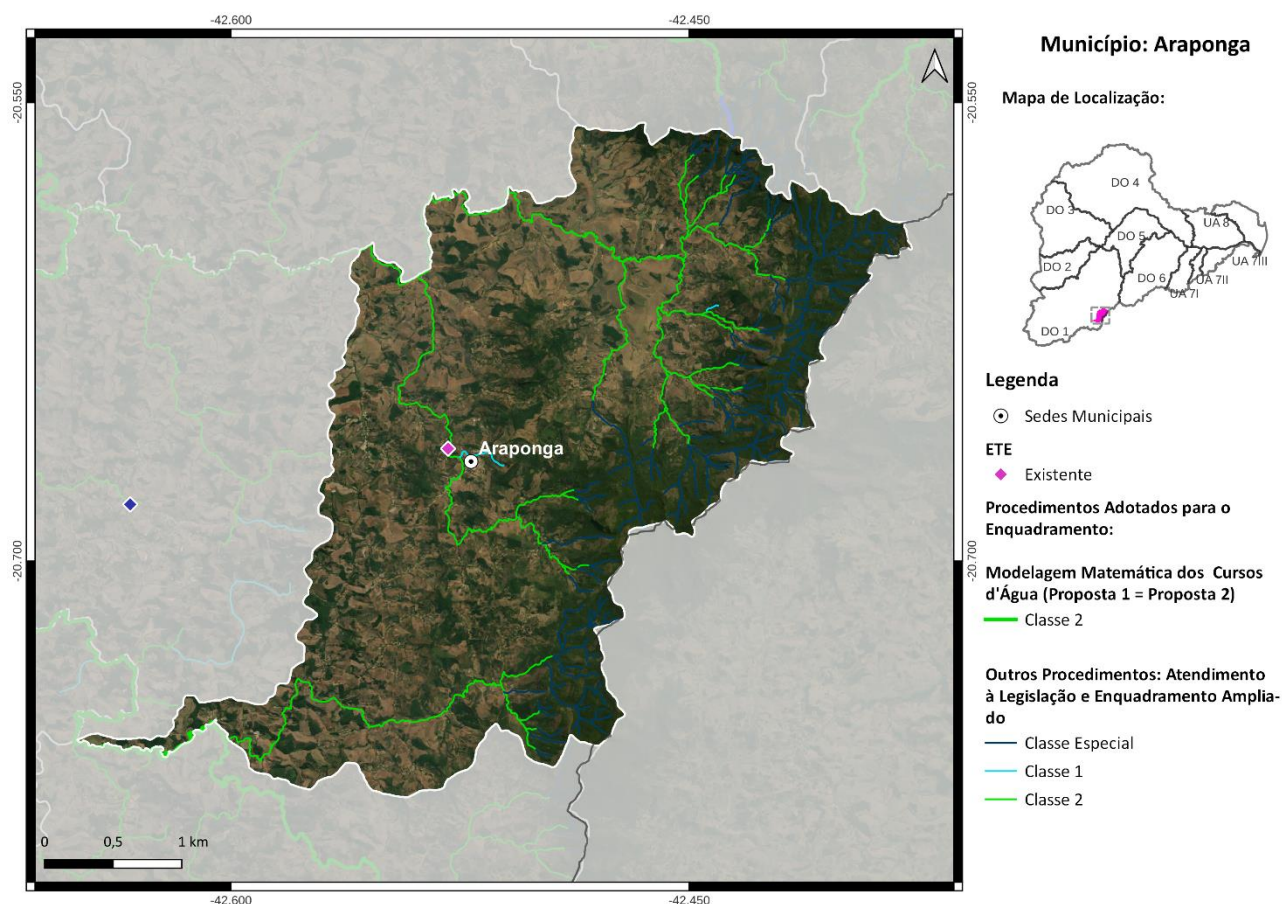 -42.600
-42.450
-20.550
-20.550
-20.700
-20.700
Araponga
0
0,5
1 km
-42.600
-42.450
Município: Araponga
Mapa de Localização:
DO 4
DO 3
UA 8
DO 5
UA 7III
DO 2
DO 6
UA 7II
UA 7I
DO 1
Legenda
Sedes Municipais
ETE
Existente
Procedimentos Adotados para o
Enquadramento:
Modelagem Matemática dos Cursos
d'Água (Proposta 1 = Proposta 2)
Classe 2
Outros Procedimentos: Atendimento
à Legislação e Enquadramento Amplia-
do
Classe Especial
Classe 1
Classe 2